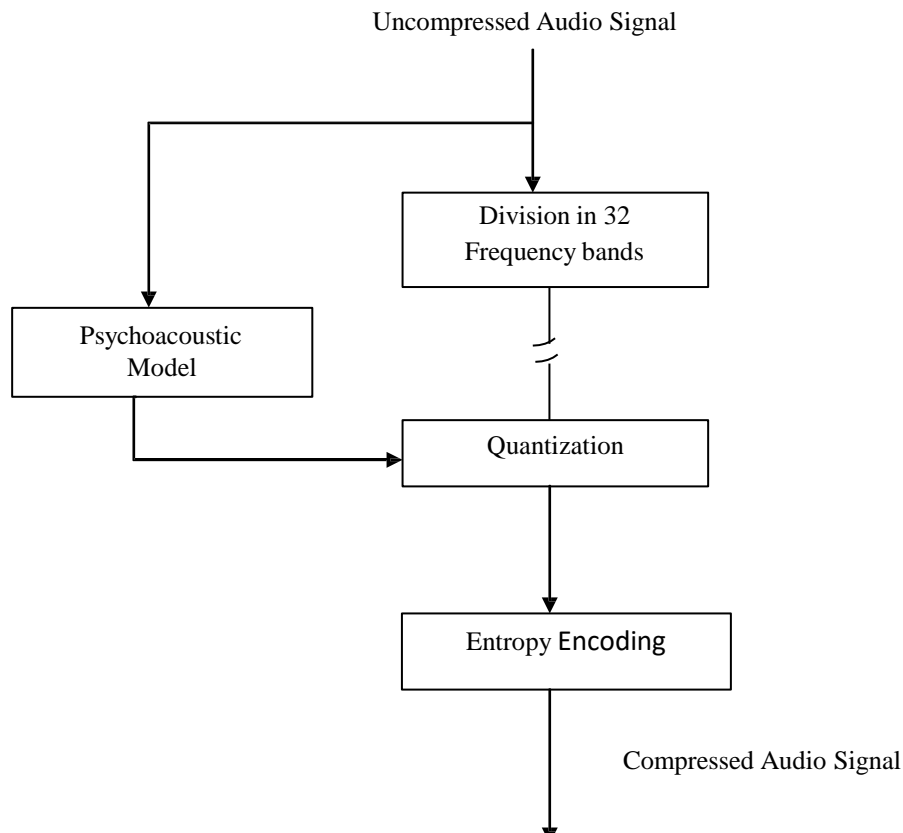 Uncompressed Audio Signal
Division in 32
Frequency bands
Psychoacoustic
Model
Quantization
Entropy Encoding
Compressed Audio Signal